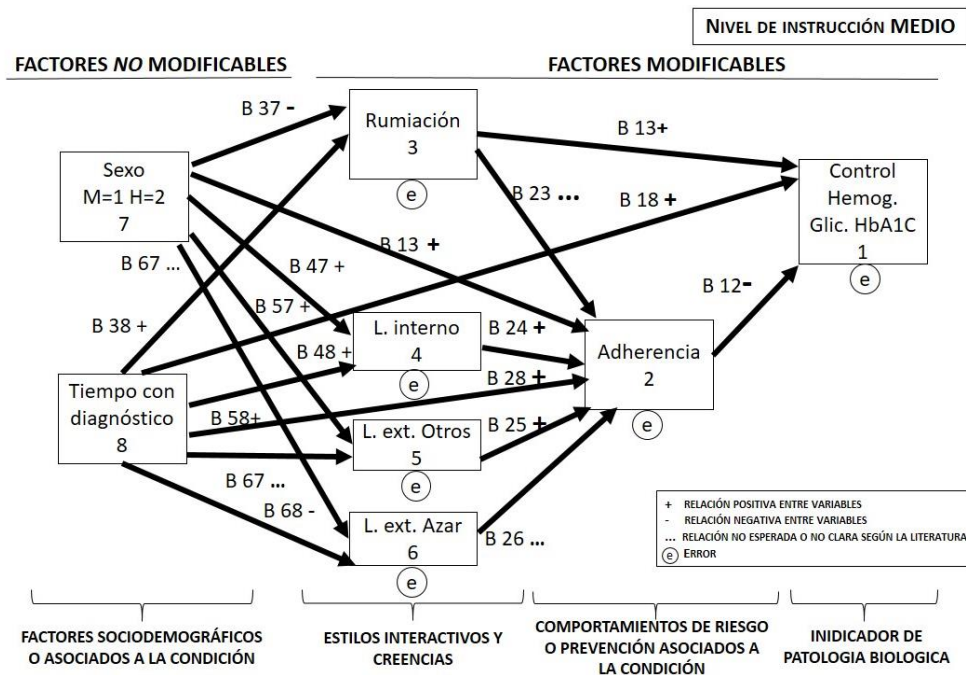 NIVEL DE INSTRUCCIÓN MEDIO
FACTORES NO MODIFICABLES
FACTORES MODIFICABLES
B 37 -
Rumiación
3
e
B 13+
Sexo
M=1 H=2
7
B 23 ...
B 18 +
Control
Hemog.
Glic. HbA1C
1
e
B 13 +
B 67 ...
B 47 +
B 12-
B 57 +
B 38 +
L. interno
4
e
B 24 +
B 48 +
Adherencia
2
e
Tiempo con
diagnóstico
8
B 28 +
B 58+
L. ext. Otros
5
e
B 25 +
B 67 ...
B 68 -
L. ext. Azar
6
e
B 26 ...
+ RELACIÓN POSITIVA ENTRE VARIABLES
- RELACIÓN NEGATIVA ENTRE VARIABLES
... RELACIÓN NO ESPERADA O NO CLARA SEGÚN LA LITERATURA
e ERROR
FACTORES SOCIODEMOGRÁFICOS
O ASOCIADOS A LA CONDICIÓN
ESTILOS INTERACTIVOS Y
CREENCIAS
COMPORTAMIENTOS DE RIESGO
O PREVENCIÓN ASOCIADOS A
LA CONDICIÓN
INIDICADOR DE
PATOLOGIA BIOLOGICA